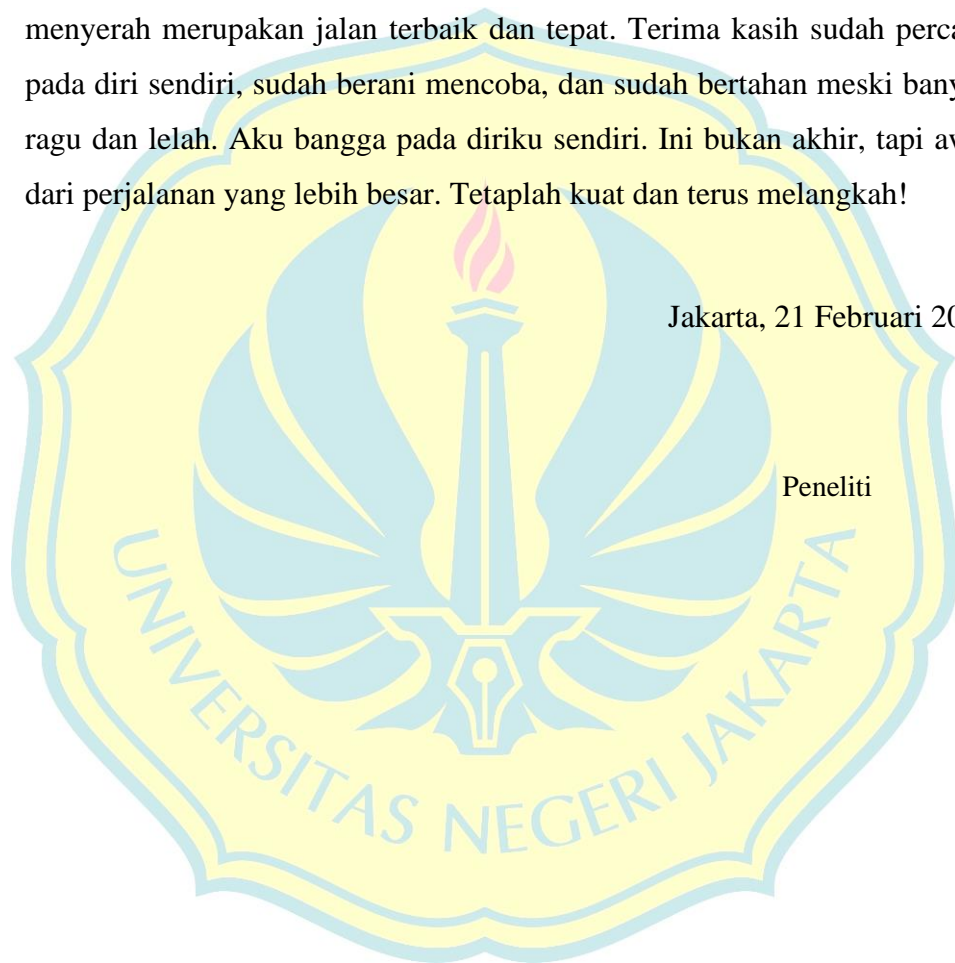 menyerah merupakan jalan terbaik dan tepat. Terima kasih sudah perca
pada diri sendiri, sudah berani mencoba, dan sudah bertahan meski bany
ragu dan lelah. Aku bangga pada diriku sendiri. Ini bukan akhir, tapi aw
dari perjalanan yang lebih besar. Tetaplah kuat dan terus melangkah!
Jakarta, 21 Februari 20
Peneliti
UNIVERSITAS NEGERI JAKARTA